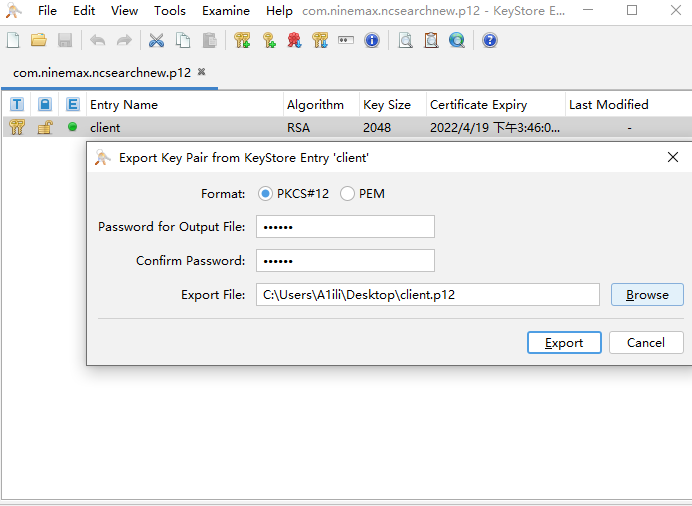 File Edit View Tools Examine Help com.ninemax.ncsearchnew.p12 - KeyStore E...
com.ninemax.ncsearchnew.p12
T E Entry Name Algorithm Key Size Certificate Expiry Last Modified
client RSA 2048 2022/4/19 下午3:46:0... -
Export Key Pair from KeyStore Entry 'client'
Format: PKCS#12 PEM
Password for Output File: ••••••
Confirm Password: ••••••
Export File: C:\Users\A1ili\Desktop\client.p12 Browse
Export Cancel